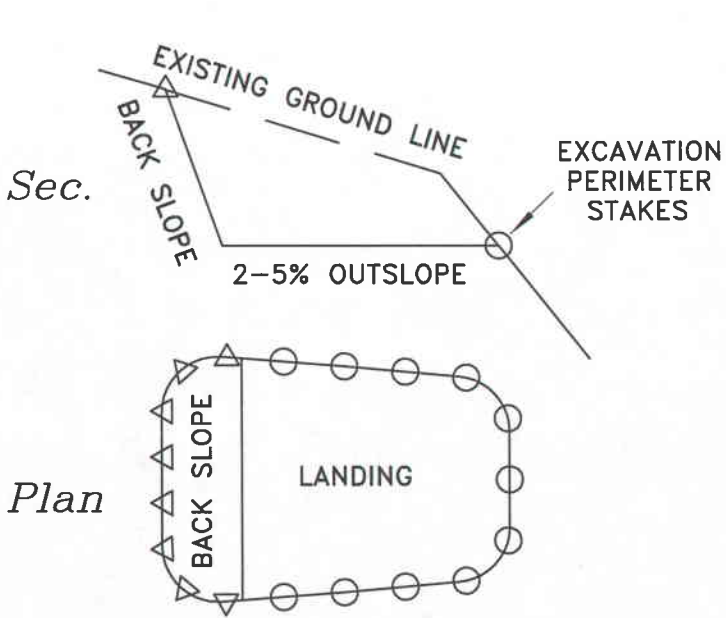 EXISTING GROUND LINE
BACK SLOPE
Sec.
EXCAVATION
PERIMETER
STAKES
2-5% OUTSLOPE
Plan
BACK SLOPE
LANDING